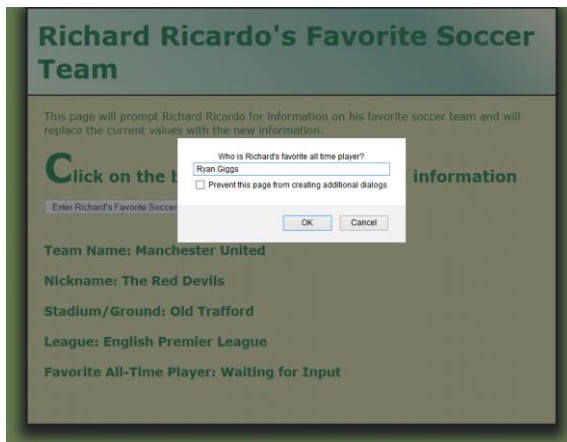 Richard Ricardo's Favorite Soccer
Team
This page will prompt Richard Ricardo for information on his favorite soccer team and will
replace the current values with the new information.
Who is Richard's favorite all time player?
Ryan Giggs
Prevent this page from creating additional dialogs
OK Cancel
Click on the information
Enter Richard's Favorite Soccer
Team Name: Manchester United
Nickname: The Red Devils
Stadium/Ground: Old Trafford
League: English Premier League
Favorite All-Time Player: Waiting for Input